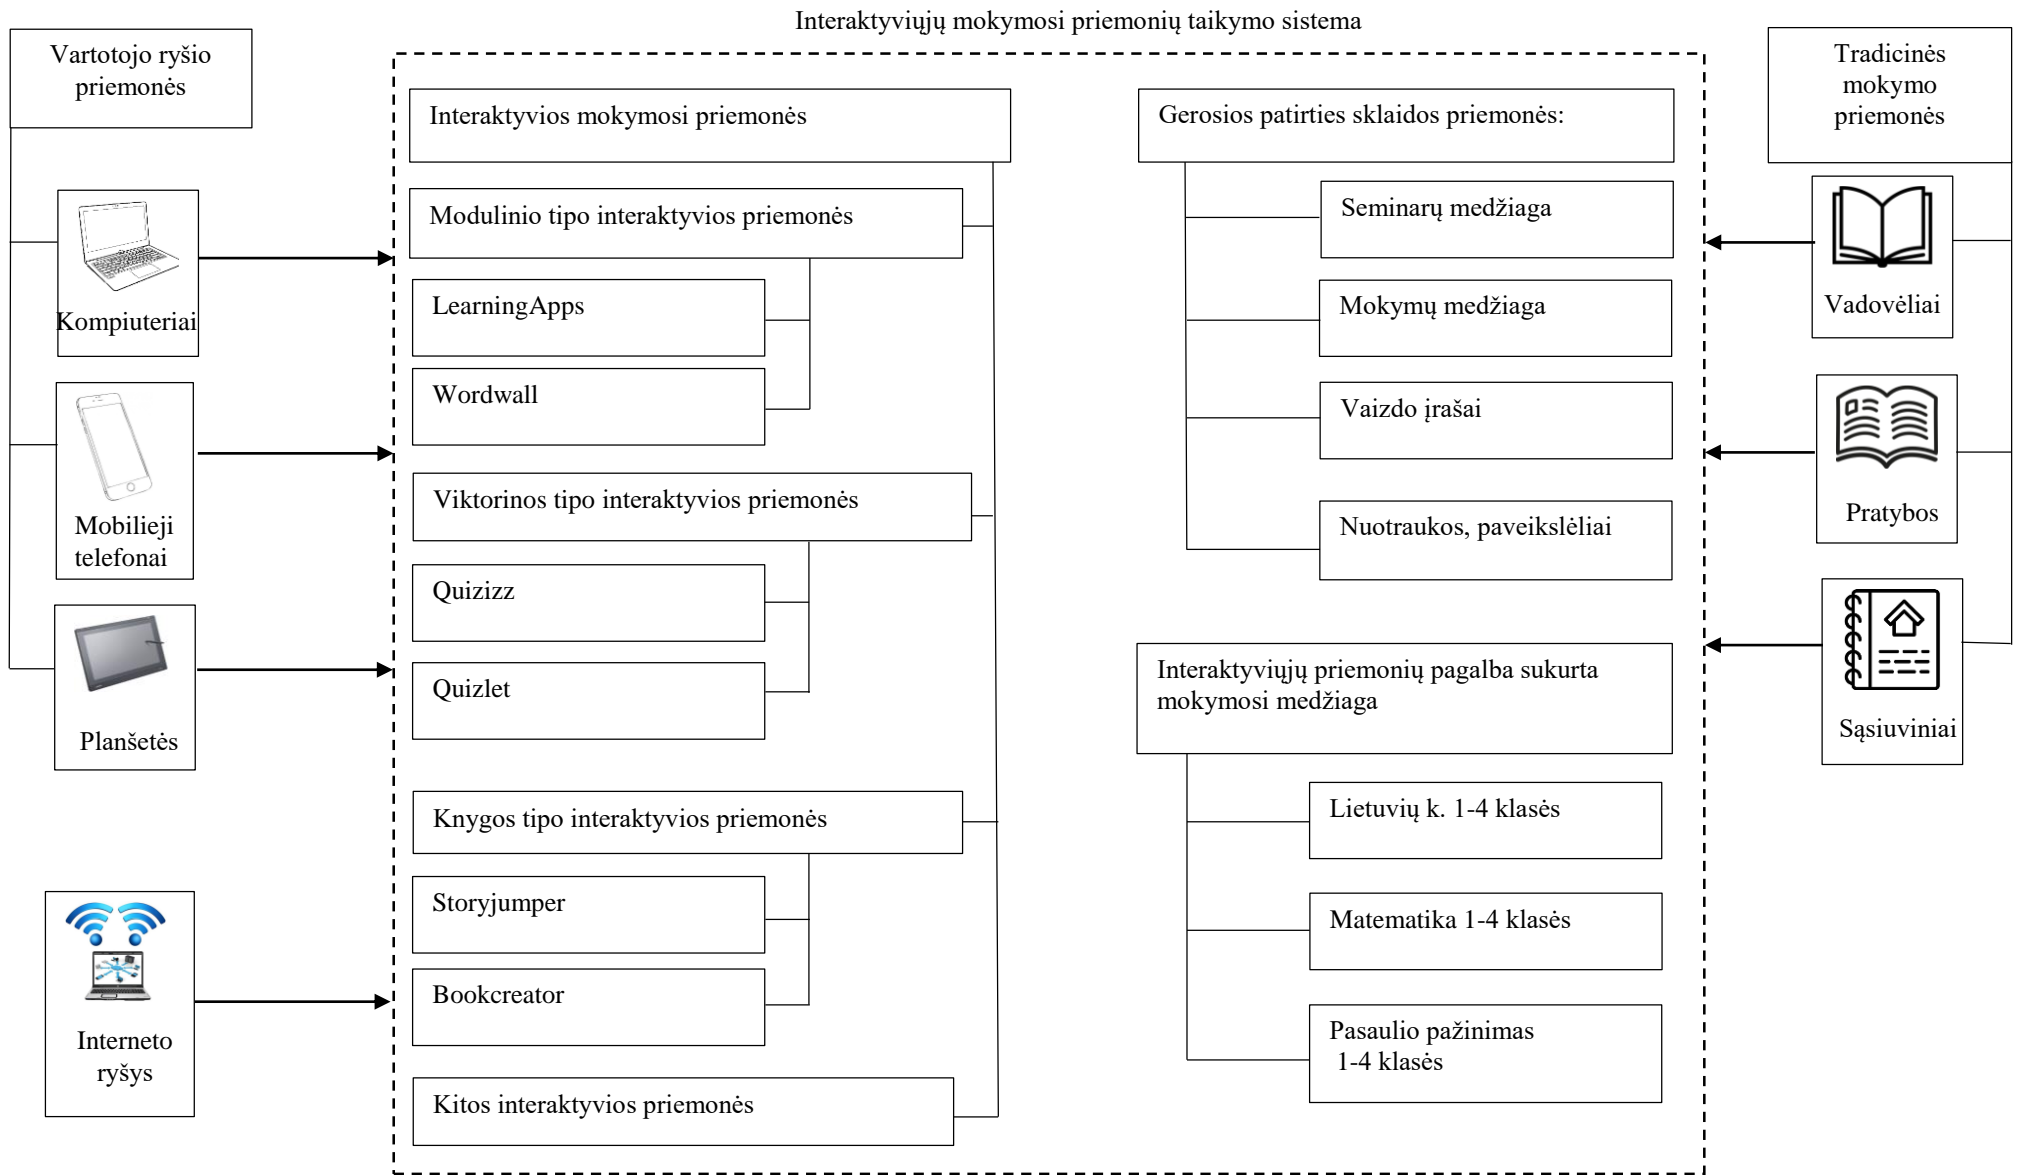 Interaktyviųjų mokymosi priemonių taikymo sistema
Vartotojo ryšio
priemonės
Kompiuteriai
Mobilieji
telefonai
Planšetės
Interneto
ryšys
Interaktyvios mokymosi priemonės
Modulinio tipo interaktyvios priemonės
LearningApps
Wordwall
Viktorinos tipo interaktyvios priemonės
Quizizz
Quizlet
Knygos tipo interaktyvios priemonės
Storyjumper
Bookcreator
Kitos interaktyvios priemonės
Gerosios patirties sklaidos priemonės:
Seminarų medžiaga
Mokymų medžiaga
Vaizdo įrašai
Nuotraukos, paveikslėliai
Interaktyviųjų priemonių pagalba sukurta
mokymosi medžiaga
Lietuvių k. 1-4 klasės
Matematika 1-4 klasės
Pasaulio pažinimas
1-4 klasės
Tradicinės
mokymo
priemonės
Vadovėliai
Pratybos
Sąsiuviniai